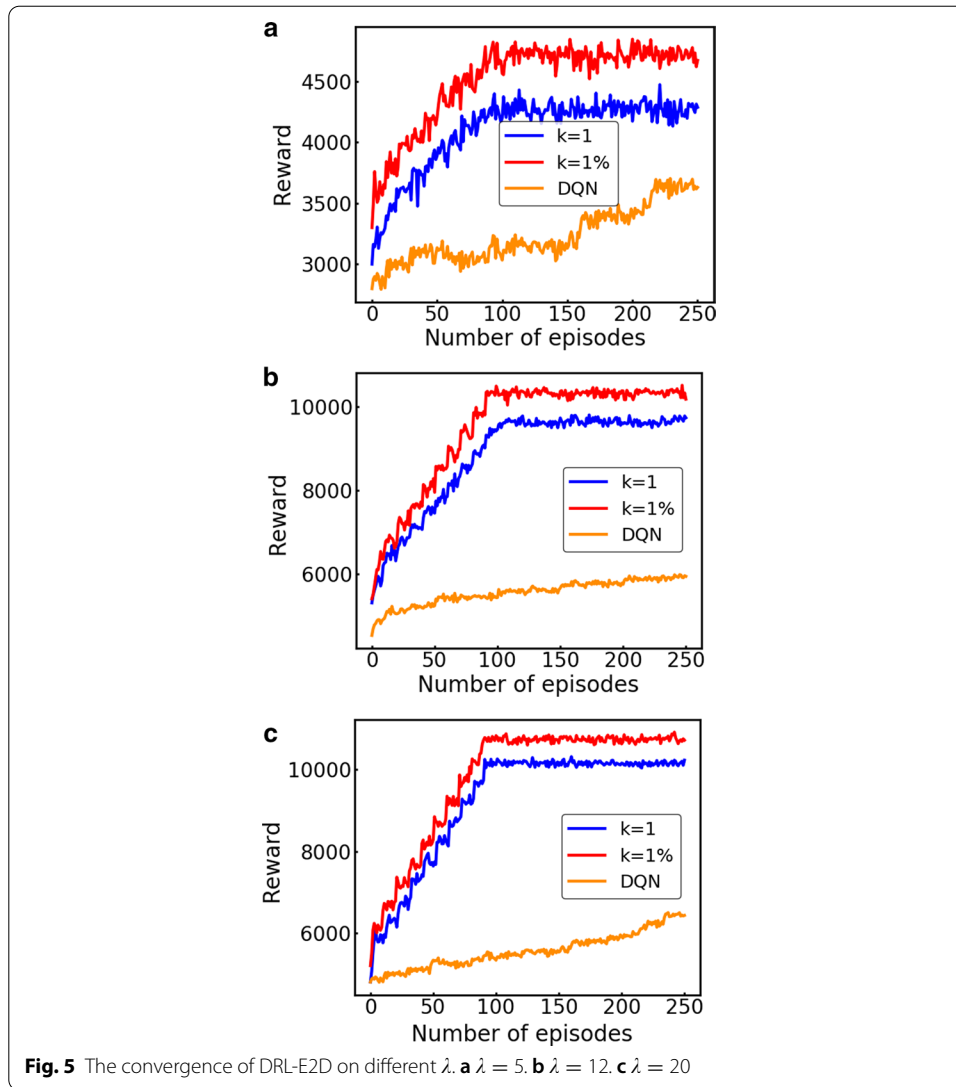 a
4500
4000
3500
3000
Reward
k=1
k=1%
DQN
0 50 100 150 200 250
Number of episodes
b
10000
8000
6000
Reward
k=1
k=1%
DQN
0 50 100 150 200 250
Number of episodes
c
10000
8000
6000
Reward
k=1
k=1%
DQN
0 50 100 150 200 250
Number of episodes
Fig. 5 The convergence of DRL-E2D on different λ. a λ = 5. b λ = 12. c λ = 20